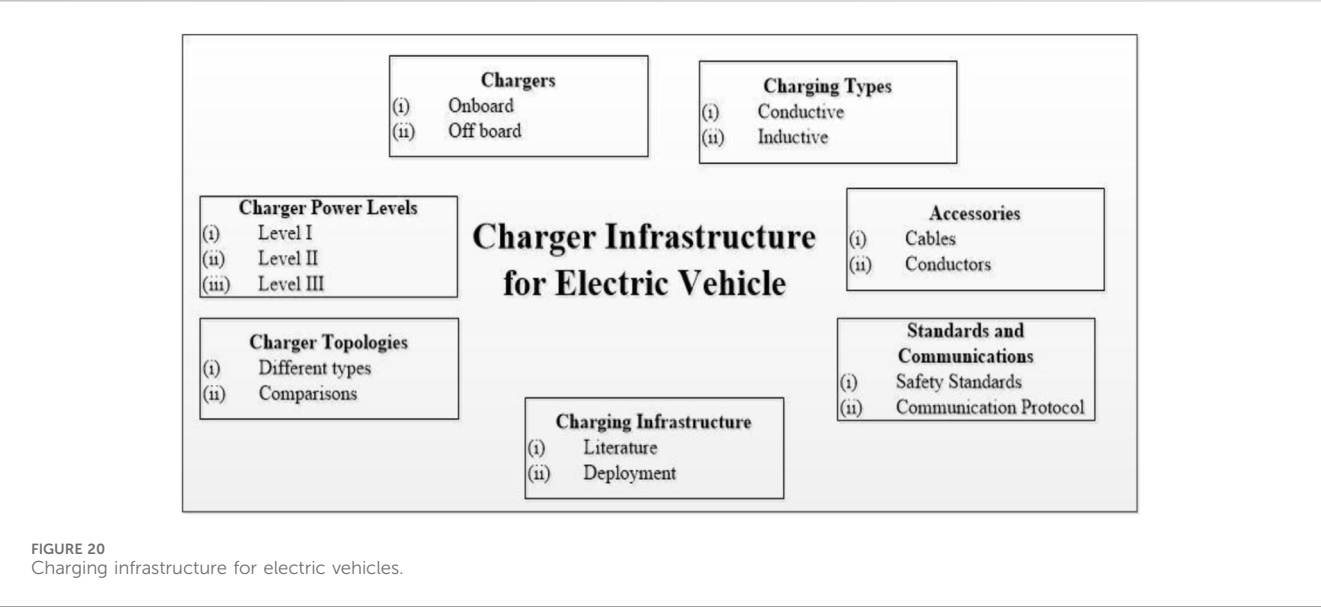 Chargers
(i) Onboard
(ii) Off board
Charging Types
(i) Conductive
(ii) Inductive
Charger Power Levels
(i) Level I
(ii) Level II
(iii) Level III
Charger Infrastructure
for Electric Vehicle
Accessories
(i) Cables
(ii) Conductors
Charger Topologies
(i) Different types
(ii) Comparisons
Standards and
Communications
(i) Safety Standards
(ii) Communication Protocol
Charging Infrastructure
(i) Literature
(ii) Deployment
FIGURE 20
Charging infrastructure for electric vehicles.